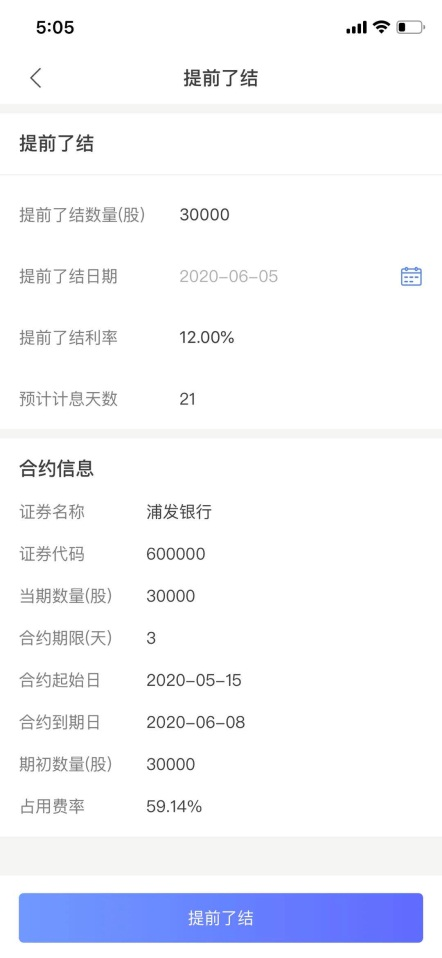 5:05
提前了结
提前了结
提前了结数量(股) 30000
提前了结日期 2020-06-05
提前了结利率 12.00%
预计计息天数 21
合约信息
证券名称 浦发银行
证券代码 600000
当期数量(股) 30000
合约期限(天) 3
合约起始日 2020-05-15
合约到期日 2020-06-08
期初数量(股) 30000
占用费率 59.14%
提前了结